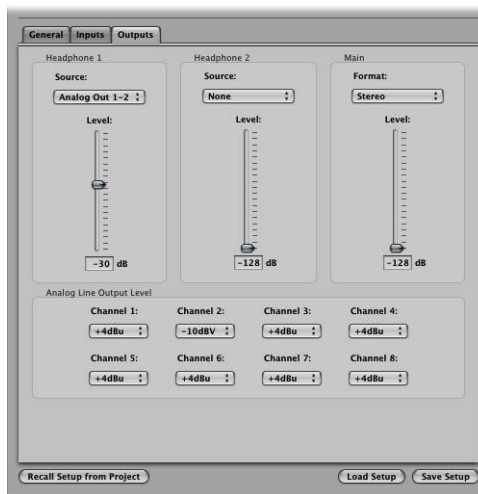 General Inputs Outputs
Headphone 1 Headphone 2 Main
Source: Source: Format:
Analog Out 1-2 None Stereo
Level: Level: Level:
-30 dB -128 dB -128 dB
Analog Line Output Level
Channel 1: Channel 2: Channel 3: Channel 4:
+4dBu -10dBV +4dBu +4dBu
Channel 5: Channel 6: Channel 7: Channel 8:
+4dBu +4dBu +4dBu +4dBu
Recall Setup from Project Load Setup Save Setup